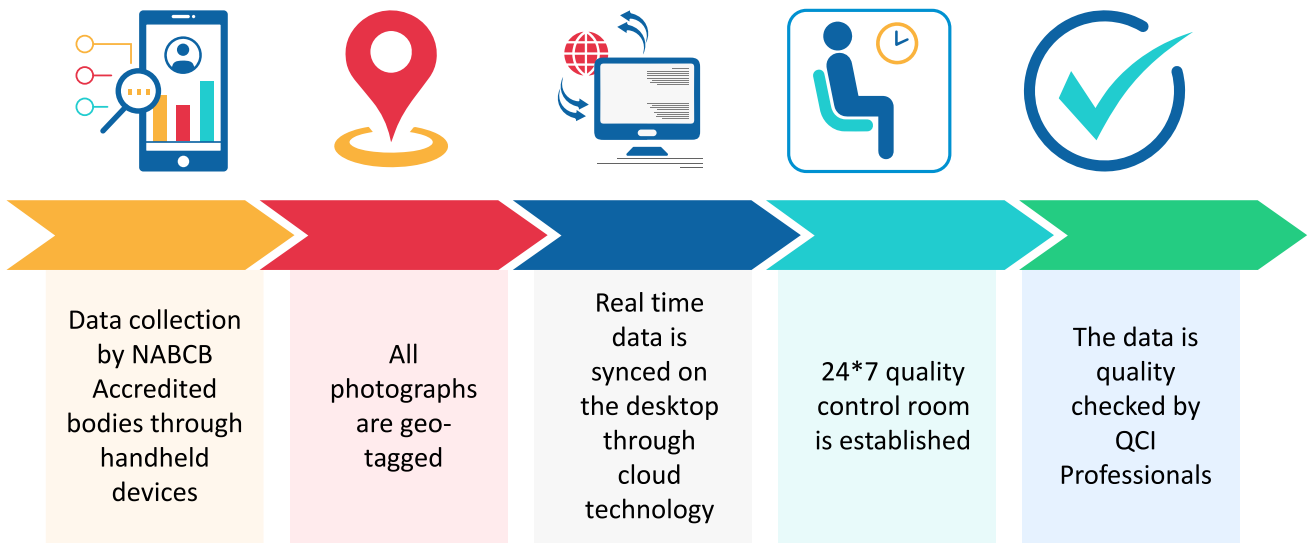 Data collection
by NABCB
Accredited
bodies through
handheld
devices
All
photographs
are geo-
tagged
Real time
data is
synced on
the desktop
through
cloud
technology
24*7 quality
control room
is established
The data is
quality
checked by
QCI
Professionals